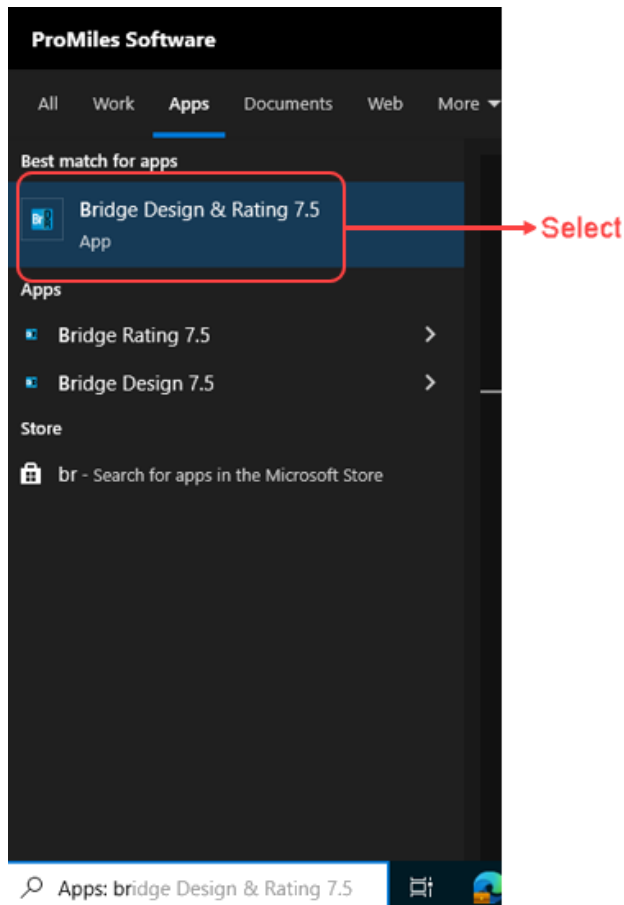 ProMiles Software
All Work Apps Documents Web More
Best match for apps
Br
Bridge Design & Rating 7.5
App
Select
Apps
Bridge Rating 7.5
Bridge Design 7.5
Store
br - Search for apps in the Microsoft Store
Apps: bridge Design & Rating 7.5